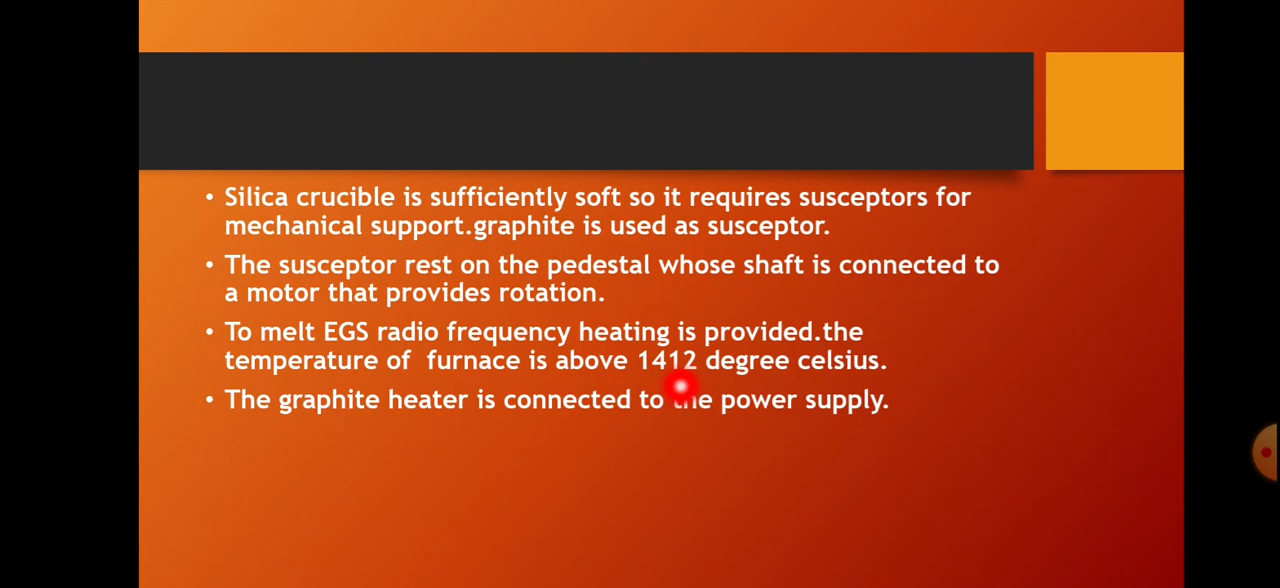 • Silica crucible is sufficiently soft so it requires susceptors for
mechanical support.graphite is used as susceptor.
• The susceptor rest on the pedestal whose shaft is connected to
a motor that provides rotation.
• To melt EGS radio frequency heating is provided.the
temperature of  furnace is above 1412 degree celsius.
• The graphite heater is connected to the power supply.